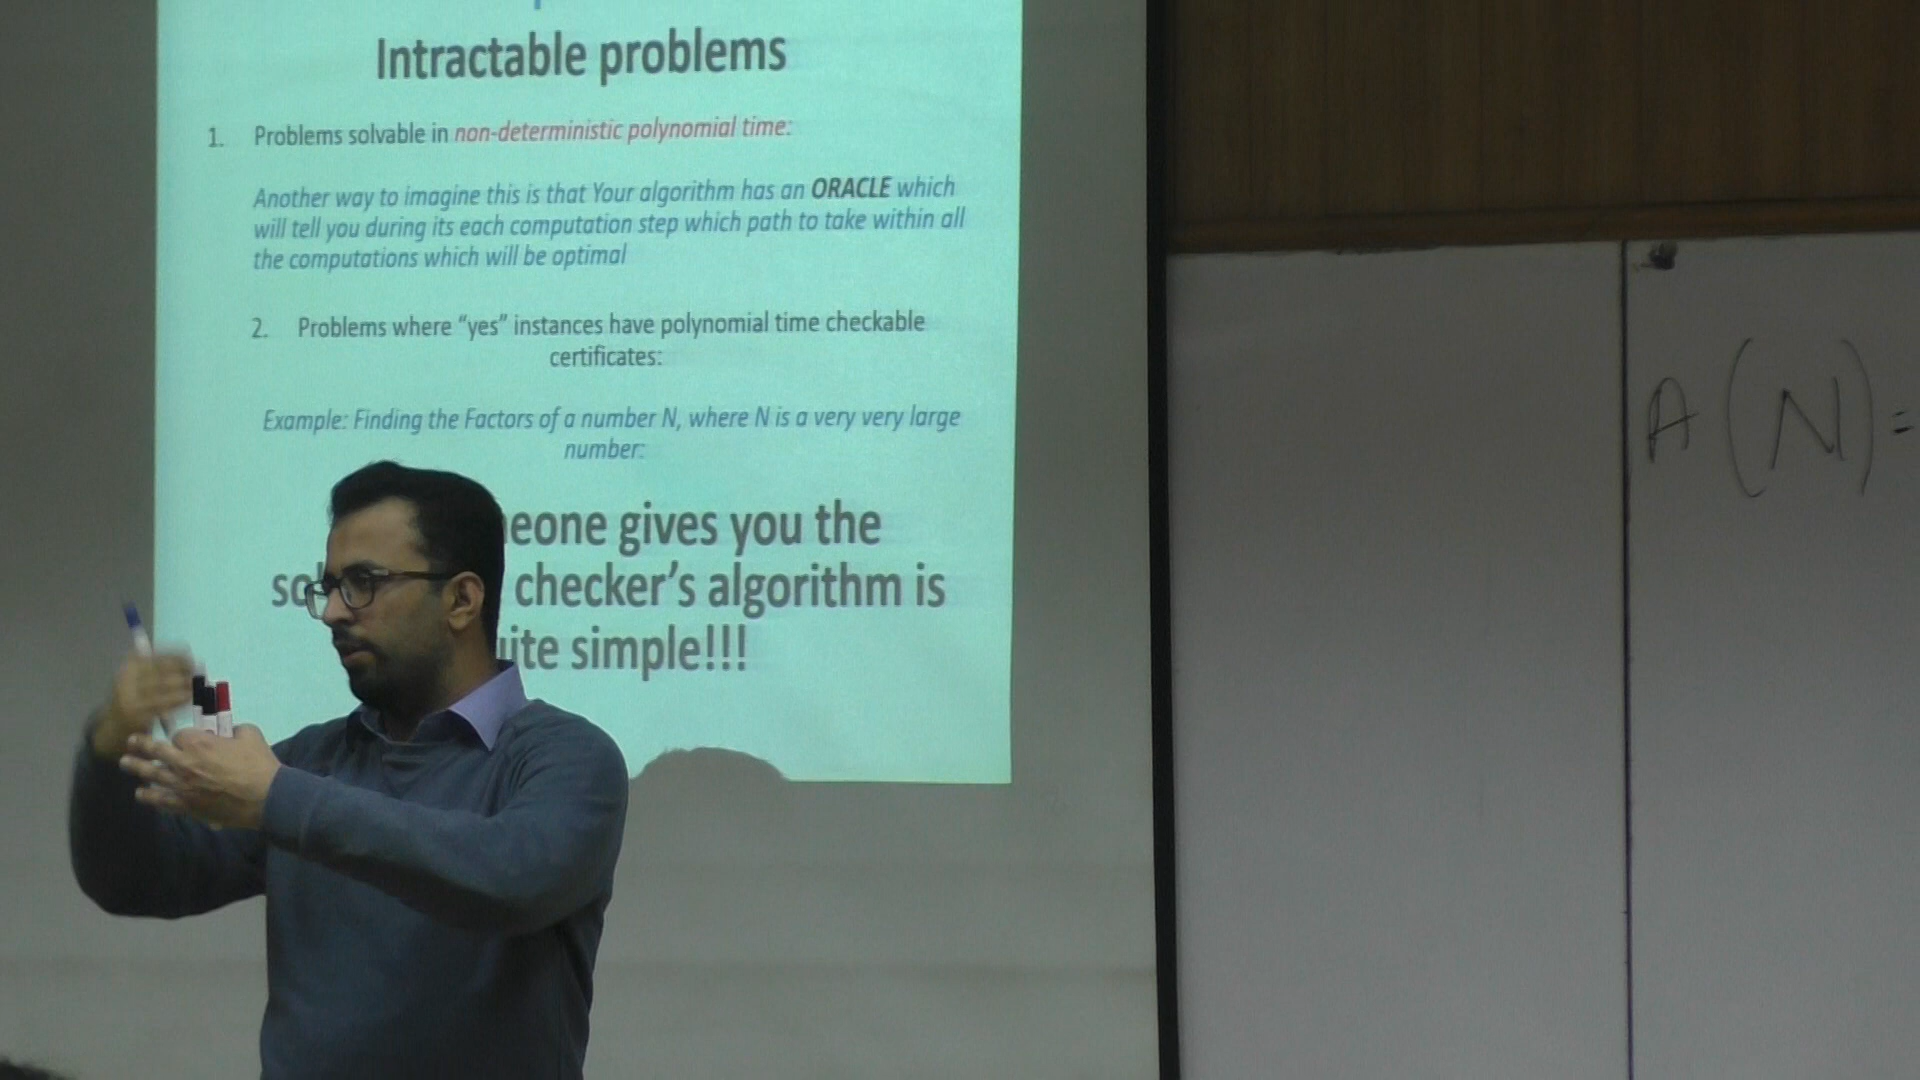 Intractable problems
1. Problems solvable in non-deterministic polynomial time:
Another way to imagine this is that Your algorithm has an ORACLE which
will tell you during its each computation step which path to take within all
the computations which will be optimal
2. Problems where “yes” instances have polynomial time checkable
certificates:
Example: Finding the Factors of a number N, where N is a very very large
number:
gives you the
checker’s algorithm is
simple!!!
A (N) =